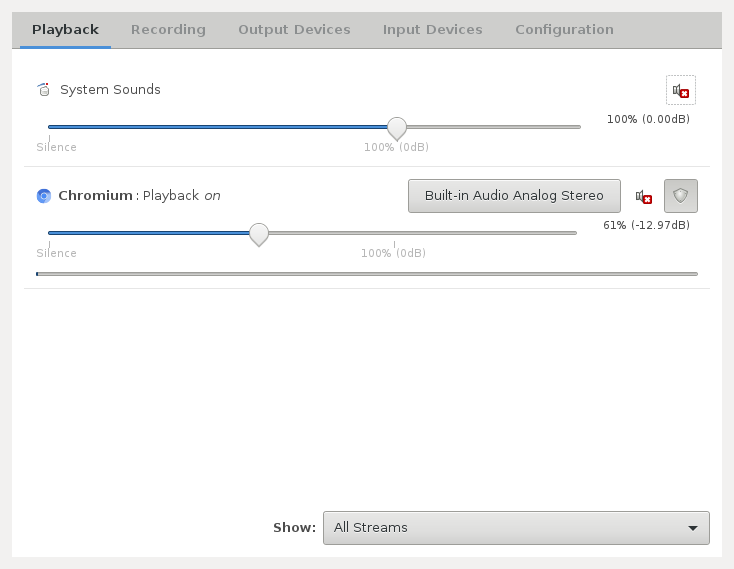 Playback Recording Output Devices Input Devices Configuration
System Sounds
100% (0.00dB)
Silence 100% (0dB)
Chromium: Playback on Built-in Audio Analog Stereo
61% (-12.97dB)
Silence 100% (0dB)
Show: All Streams